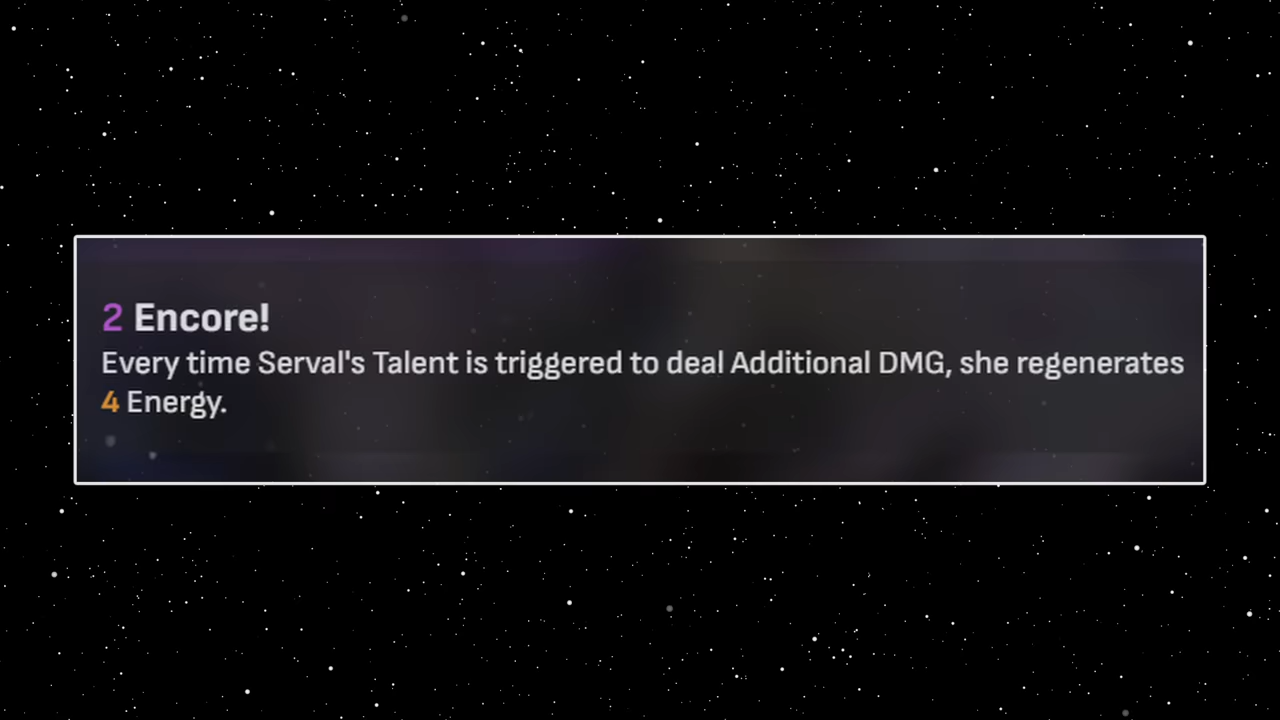 2 Encore!
Every time Serval's Talent is triggered to deal Additional DMG, she regenerates
4 Energy.